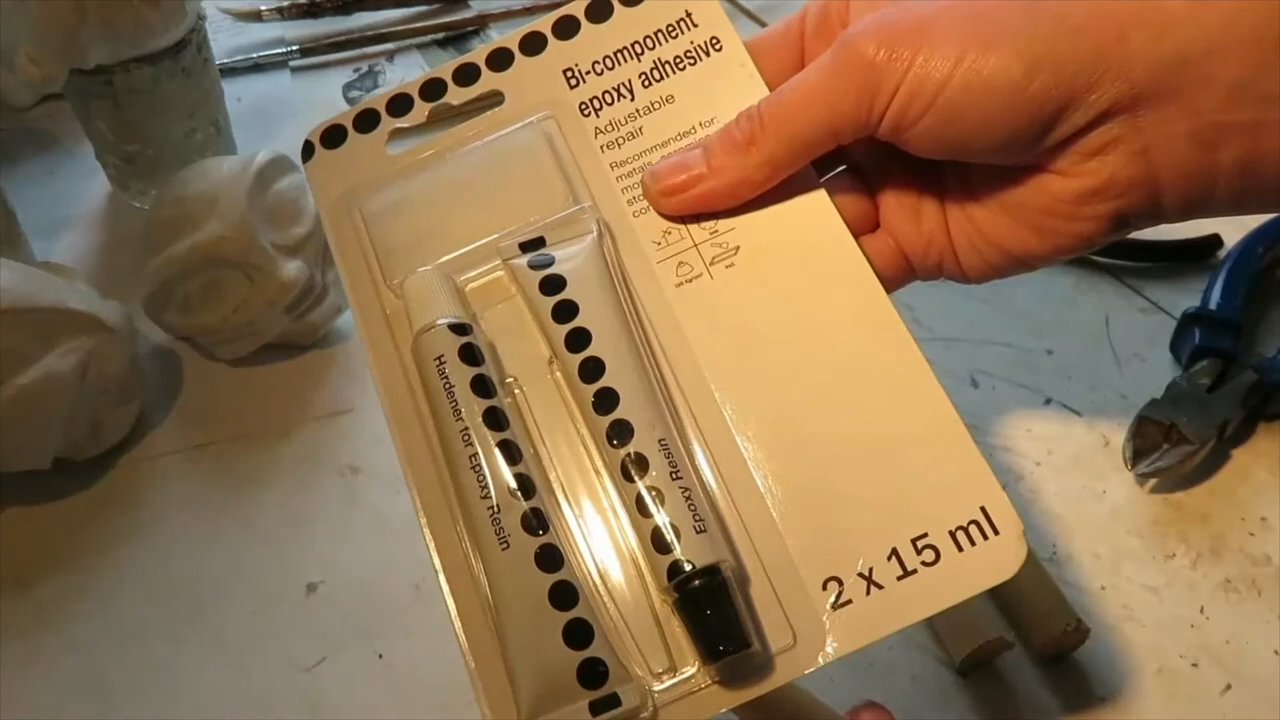 Bi-component
epoxy adhesive
Adjustable
repair
Recommended for:
Hardener for Epoxy Resin
Epoxy Resin
2 x 15 ml